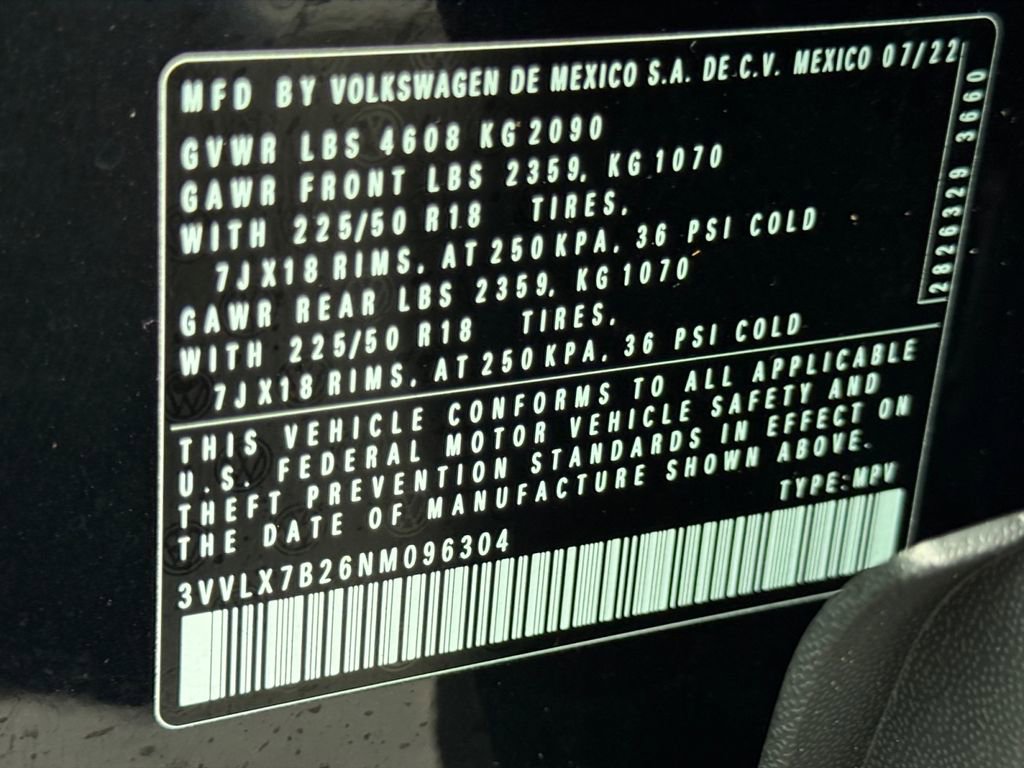 MFD BY VOLKSWAGEN DE MEXICO S.A. DE C.V. MEXICO 07/22
GVWR LBS 4608 KG 2090
GAWR FRONT LBS 2359, KG 1070
WITH 225/50 R18 TIRES,
7JX18 RIMS, AT 250 KPA, 36 PSI COLD
GAWR REAR LBS 2359, KG 1070
WITH 225/50 R18 TIRES,
7JX18 RIMS, AT 250 KPA, 36 PSI COLD
2826329 3660
THIS VEHICLE CONFORMS TO ALL APPLICABLE
U.S. FEDERAL MOTOR VEHICLE SAFETY AND
THEFT PREVENTION STANDARDS IN EFFECT ON
THE DATE OF MANUFACTURE SHOWN ABOVE.
TYPE:MPV
3VVLX7B26NM096304